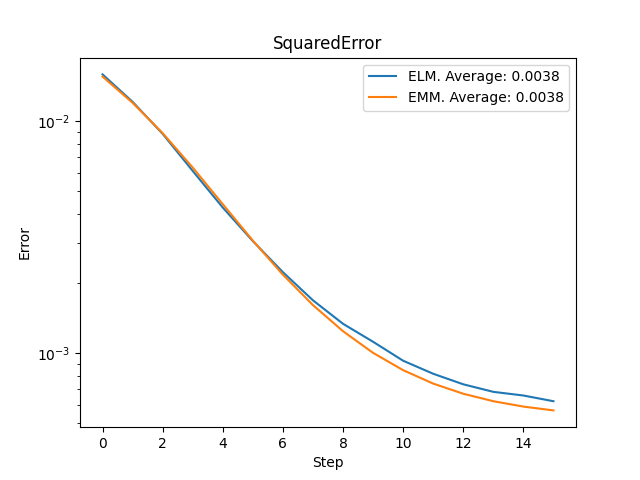 SquaredError
ELM. Average: 0.0038
EMM. Average: 0.0038
Error
10⁻²
10⁻³
0 2 4 6 8 10 12 14
Step